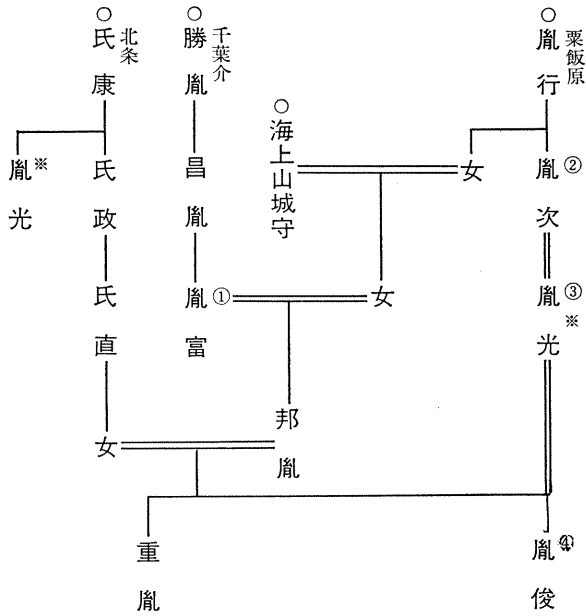 ○胤行
粟飯原
女
胤次②
胤光③※
胤俊④
○海上山城守
女
○勝胤
千葉介
昌胤
胤富①
邦胤
重胤
○氏康
北条
氏政
氏直
女
胤光※